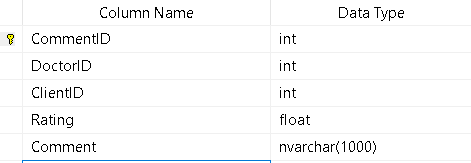 Column Name Data Type
CommentID int
DoctorID int
ClientID int
Rating float
Comment nvarchar(1000)